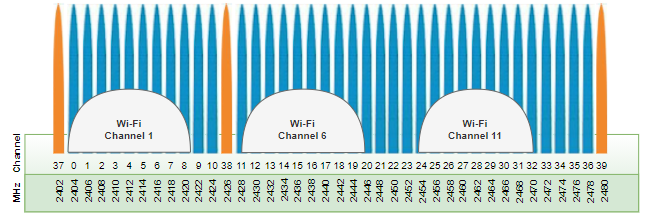 Wi-Fi
Channel 1
Wi-Fi
Channel 6
Wi-Fi
Channel 11
Channel 37 0 1 2 3 4 5 6 7 8 9 10 38 11 12 13 14 15 16 17 18 19 20 21 22 23 24 25 26 27 28 29 30 31 32 33 34 35 36 39
MHz 2402 2404 2406 2408 2410 2412 2414 2416 2418 2420 2422 2424 2426 2428 2430 2432 2434 2436 2438 2440 2442 2444 2446 2448 2450 2452 2454 2456 2458 2460 2462 2464 2466 2468 2470 2472 2474 2476 2478 2480